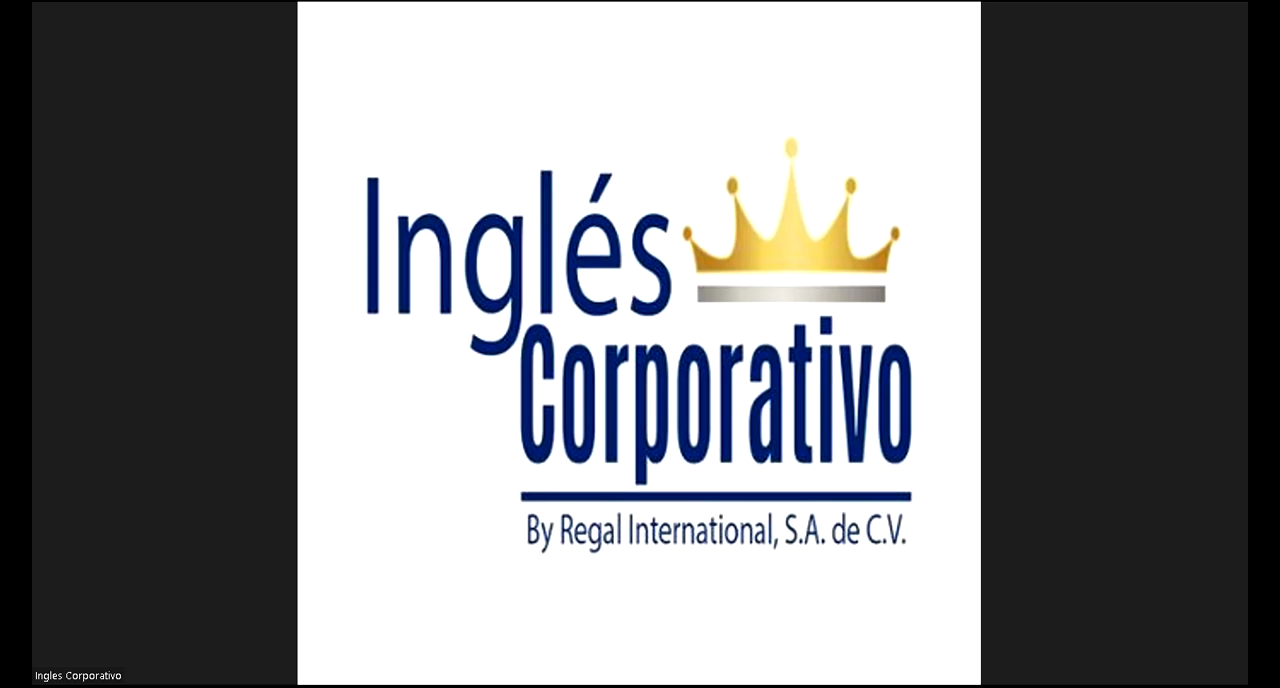 Inglés
Corporativo
By Regal International, S.A. de C.V.
Ingles Corporativo